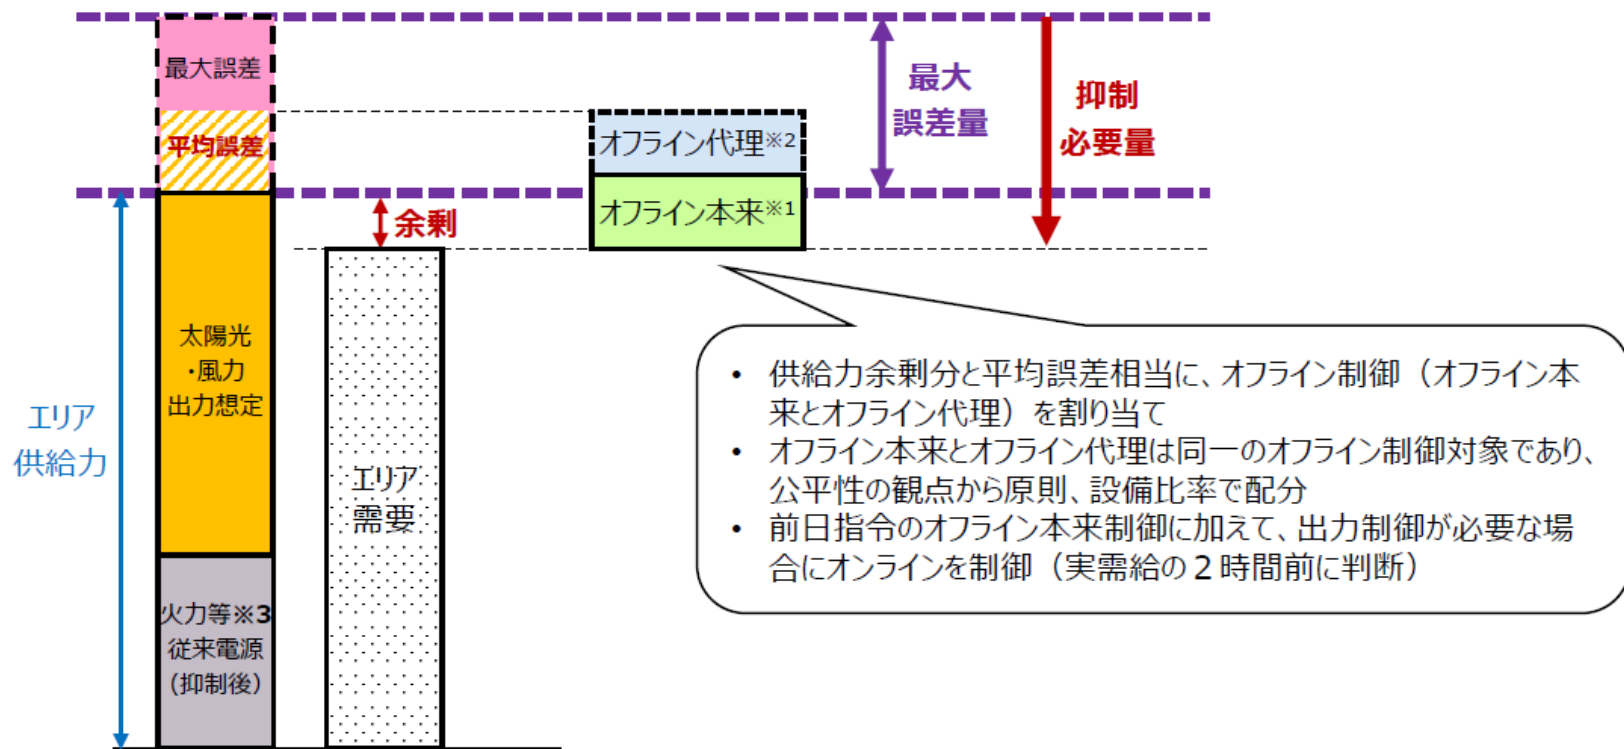 最大誤差
平均誤差
太陽光
・風力
出力想定
火力等※3
従来電源
（抑制後）
エリア
供給力
余剰
エリア
需要
オフライン代理※2
オフライン本来※1
最大
誤差量
抑制
必要量
• 供給力余剰分と平均誤差相当に、オフライン制御（オフライン本
来とオフライン代理）を割り当て
• オフライン本来とオフライン代理は同一のオフライン制御対象であり、
公平性の観点から原則、設備比率で配分
• 前日指令のオフライン本来制御に加えて、出力制御が必要な場
合にオンラインを制御（実需給の２時間前に判断）